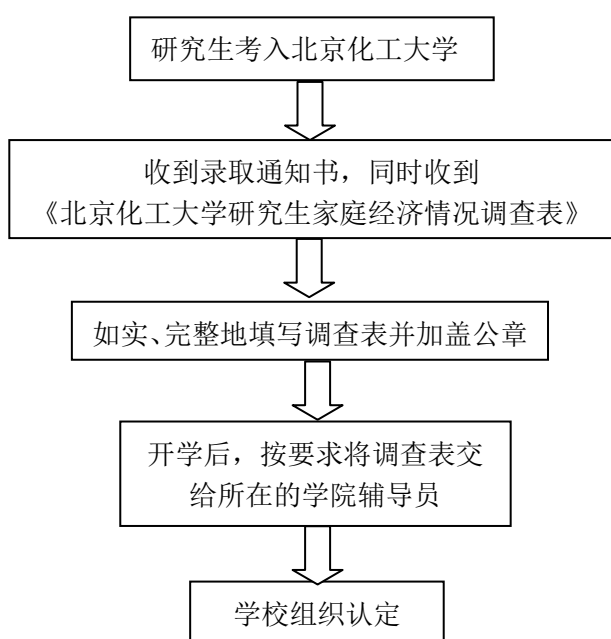 研究生考入北京化工大学
收到录取通知书，同时收到
《北京化工大学研究生家庭经济情况调查表》
如实、完整地填写调查表并加盖公章
开学后，按要求将调查表交
给所在的学院辅导员
学校组织认定